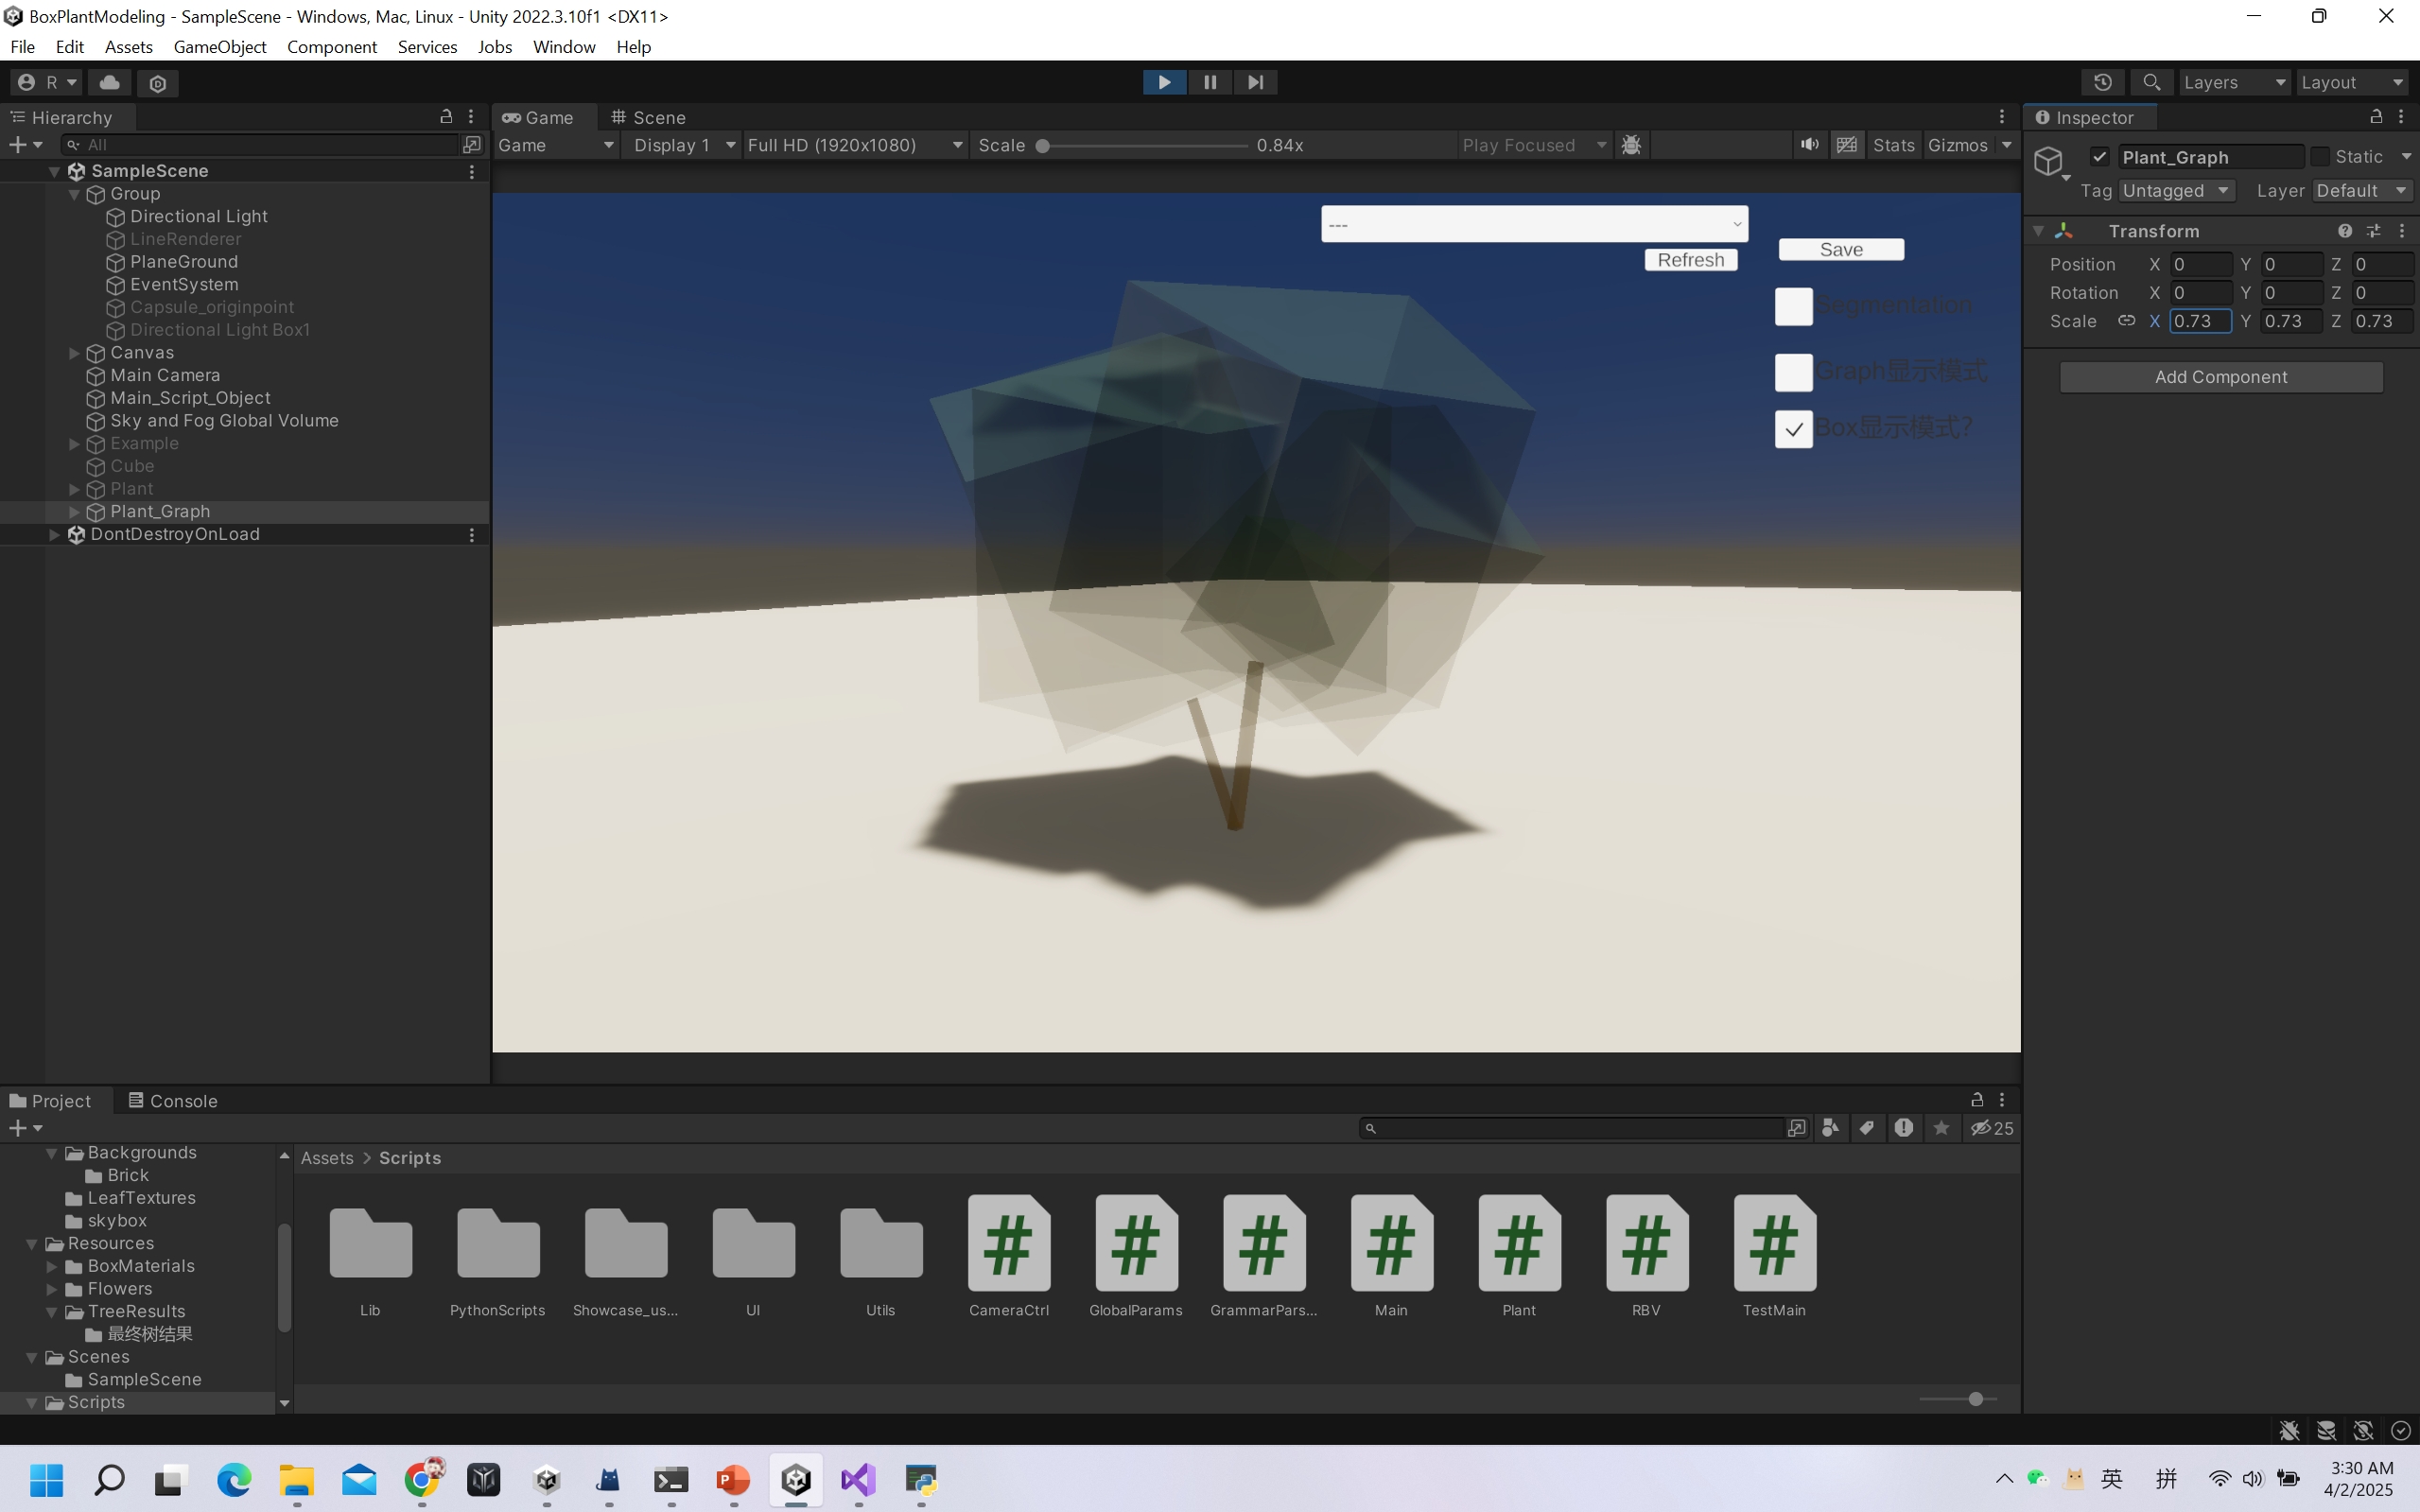 BoxPlantModeling - SampleScene - Windows, Mac, Linux - Unity 2022.3.10f1 <DX11>
File Edit Assets GameObject Component Services Jobs Window Help
R Layers Layout
Hierarchy
All
SampleScene
Group
Directional Light
LineRenderer
PlaneGround
EventSystem
Capsule_originpoint
Directional Light Box1
Canvas
Main Camera
Main_Script_Object
Sky and Fog Global Volume
Example
Cube
Plant
Plant_Graph
DontDestroyOnLoad
Game Scene
Game Display 1 Full HD (1920x1080) Scale 0.84x Play Focused Stats Gizmos
---
Refresh
Save
Segmentation
Graph显示模式
Box显示模式?
Inspector
Plant_Graph Static
Tag Untagged Layer Default
Transform
Position X 0 Y 0 Z 0
Rotation X 0 Y 0 Z 0
Scale X 0.73 Y 0.73 Z 0.73
Add Component
Project Console
25
Backgrounds
Brick
LeafTextures
skybox
Resources
BoxMaterials
Flowers
TreeResults
最终树结果
Scenes
SampleScene
Scripts
Assets > Scripts
Lib PythonScripts Showcase_us... UI Utils CameraCtrl GlobalParams GrammarPars... Main Plant RBV TestMain
英 拼
3:30 AM
4/2/2025